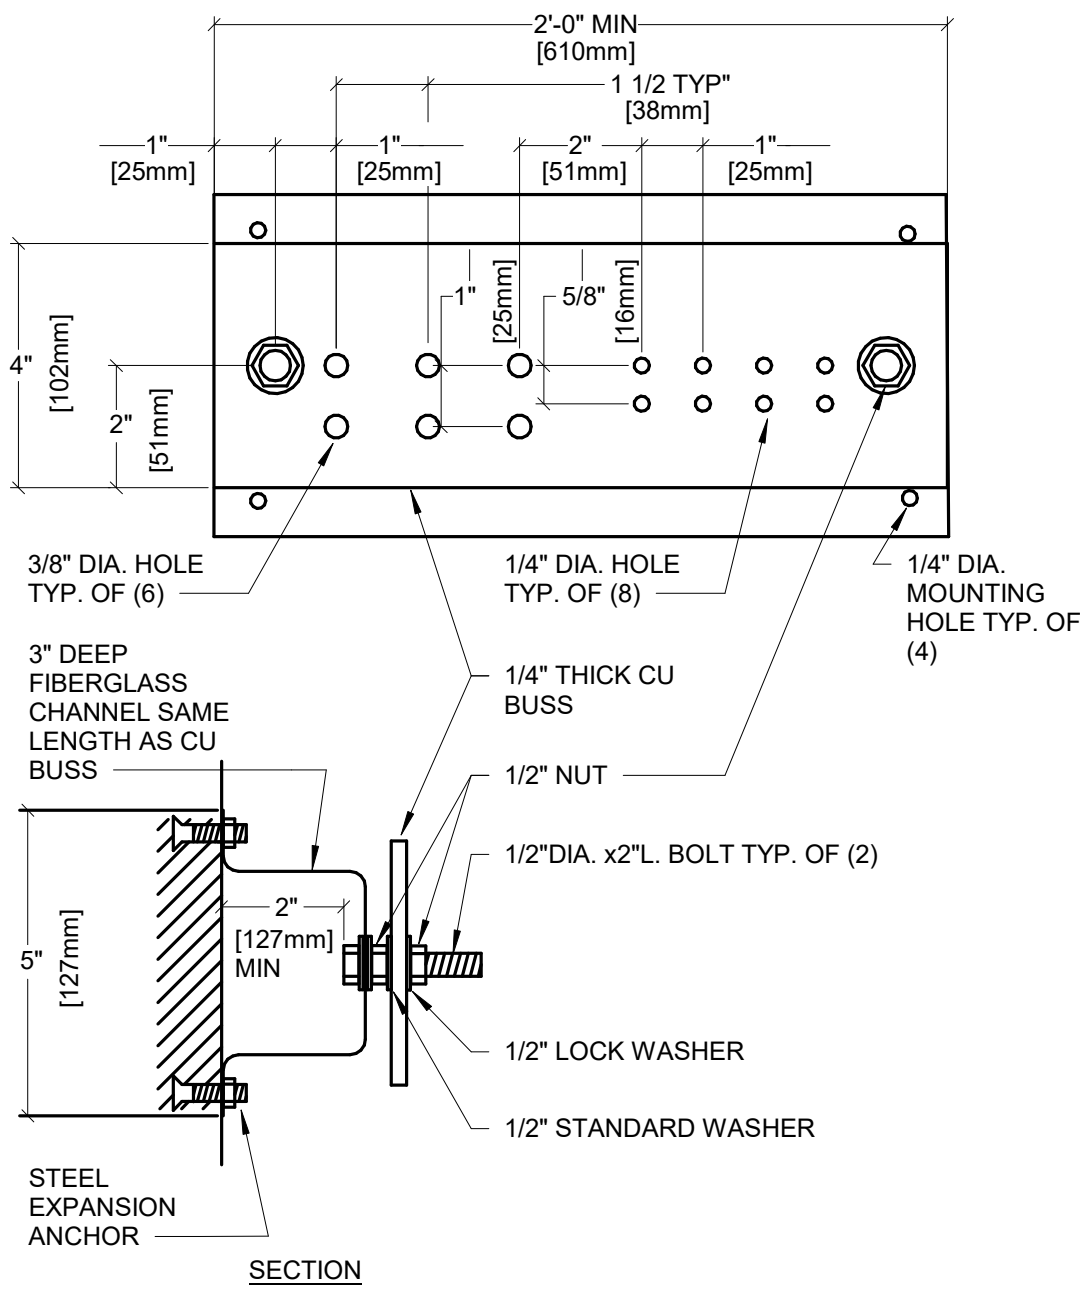 2'-0" MIN
[610mm]
1 1/2 TYP"
[38mm]
1"
[25mm]
1"
[25mm]
2"
[51mm]
1"
[25mm]
4"
[102mm]
2"
[51mm]
1"
[25mm]
5/8"
[16mm]
3/8" DIA. HOLE
TYP. OF (6)
1/4" DIA. HOLE
TYP. OF (8)
1/4" DIA.
MOUNTING
HOLE TYP. OF
(4)
3" DEEP
FIBERGLASS
CHANNEL SAME
LENGTH AS CU
BUSS
1/4" THICK CU
BUSS
1/2" NUT
1/2"DIA. x2"L. BOLT TYP. OF (2)
2"
[127mm]
MIN
5"
[127mm]
1/2" LOCK WASHER
1/2" STANDARD WASHER
STEEL
EXPANSION
ANCHOR
SECTION